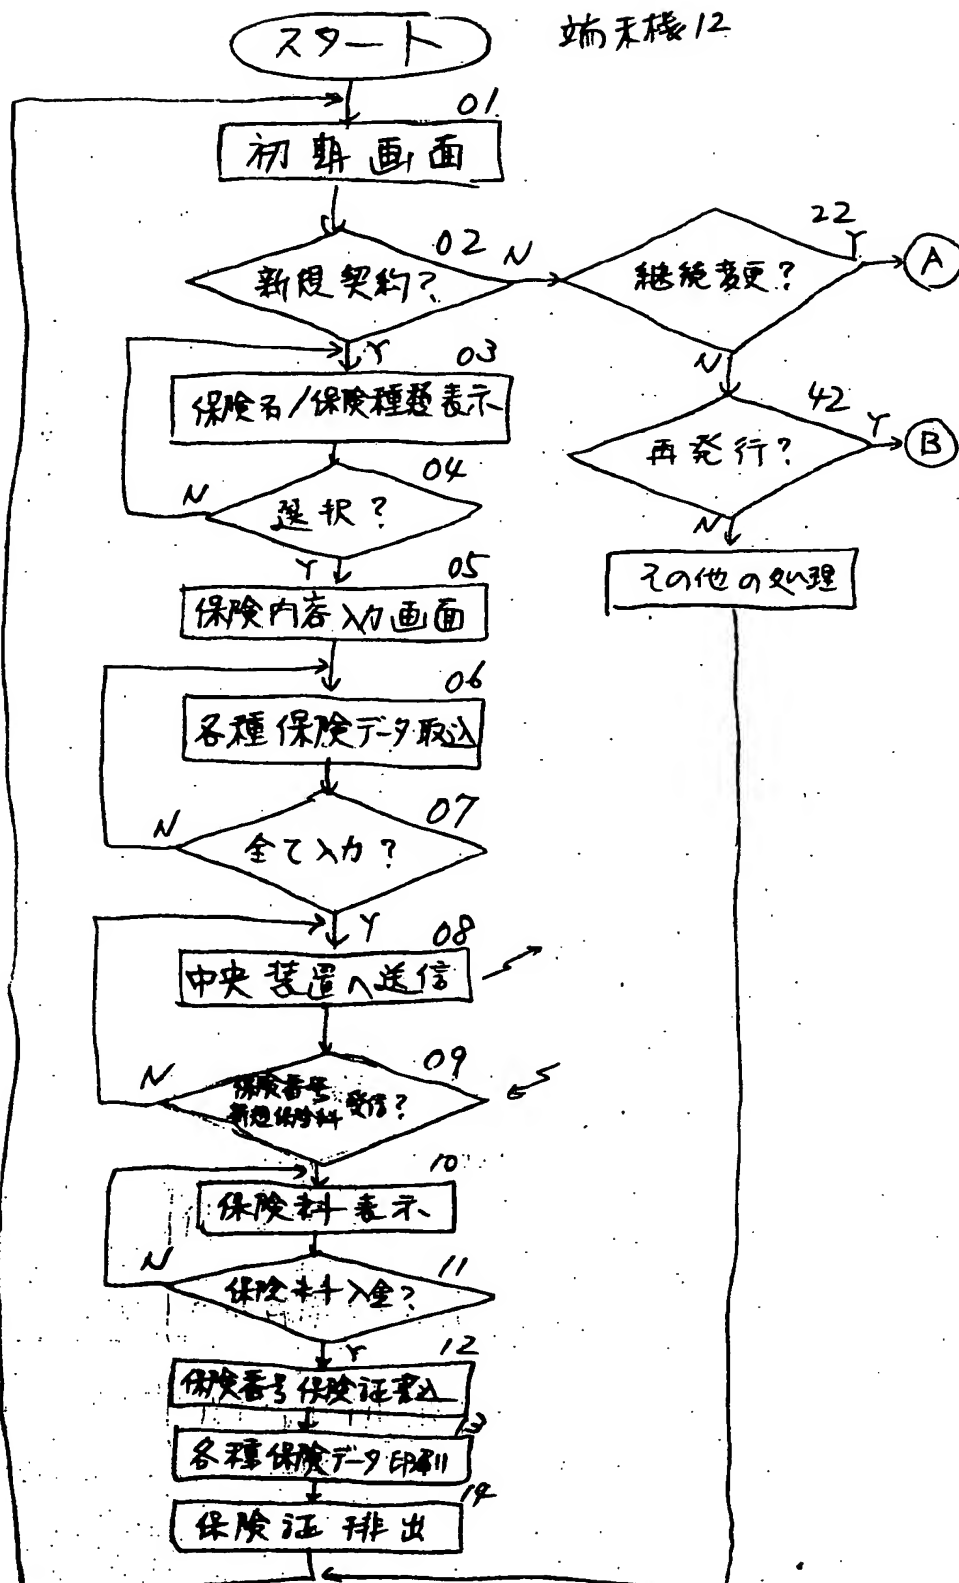 スタート
端末機12
01
初期画面
02
新規契約?
N
22
継続変更?
Y
A
Y
03
保険名/保険種類表示
N
42
再発行?
Y
B
04
選択?
N
N
その他の処理
Y
05
保険内容入力画面
06
各種保険データ取込
07
全て入力?
N
Y
08
中央装置へ送信
09
保険番号
新規保険料 受信?
N
10
保険料表示
11
保険料入金?
N
Y
12
保険番号保険証書込
13
各種保険データ印刷
14
保険証排出